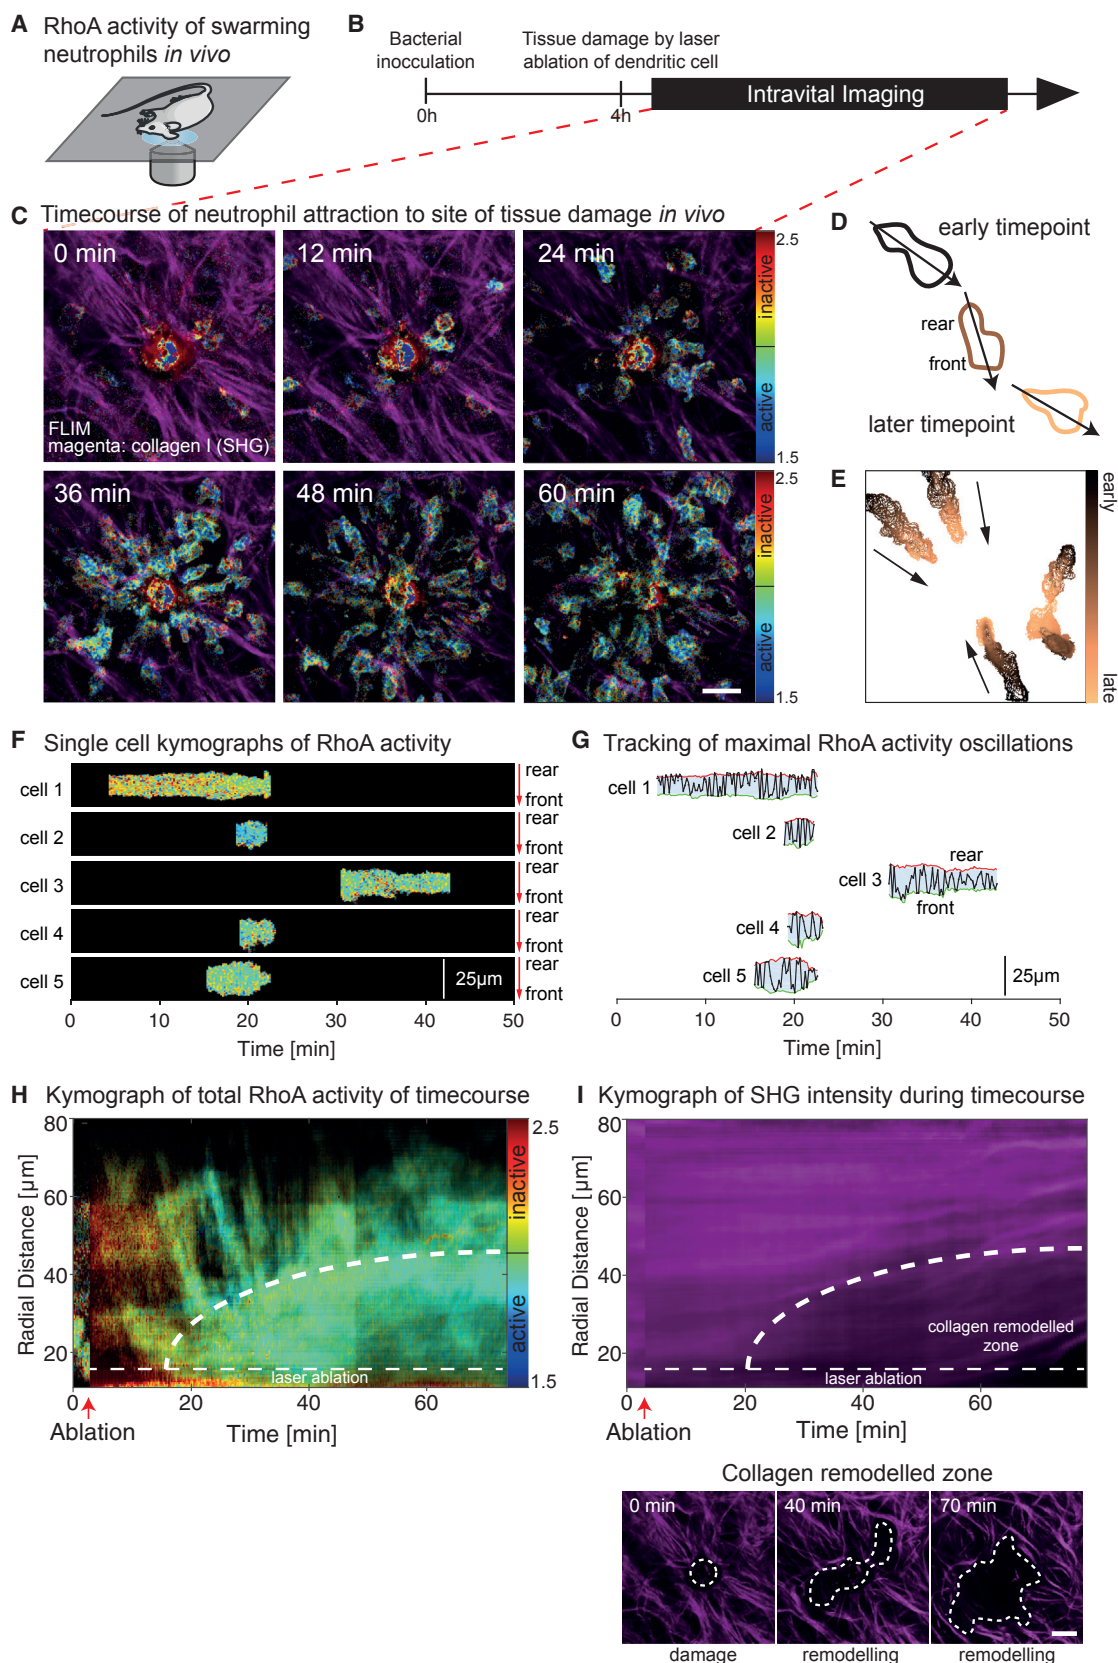 A RhoA activity of swarming
neutrophils in vivo
B
Bacterial
inocculation
Tissue damage by laser
ablation of dendritic cell
Intravital Imaging
0h
4h
C Timecourse of neutrophil attraction to site of tissue damage in vivo
0 min
12 min
24 min
FLIM
magenta: collagen I (SHG)
2.5
inactive
active
1.5
36 min
48 min
60 min
2.5
inactive
active
1.5
D
early timepoint
rear
front
later timepoint
E
early
late
F Single cell kymographs of RhoA activity
cell 1
rear
front
cell 2
rear
front
cell 3
rear
front
cell 4
rear
front
cell 5
25µm
rear
front
0 10 20 30 40 50
Time [min]
G Tracking of maximal RhoA activity oscillations
cell 1
cell 2
cell 3
rear
front
cell 4
cell 5
25µm
0 10 20 30 40 50
Time [min]
H Kymograph of total RhoA activity of timecourse
80
60
40
20
Radial Distance [µm]
laser ablation
2.5
inactive
active
1.5
0 20 40 60
Ablation
Time [min]
I Kymograph of SHG intensity during timecourse
80
60
40
20
Radial Distance [µm]
collagen remodelled
zone
laser ablation
0 20 40 60
Ablation
Time [min]
Collagen remodelled zone
0 min
40 min
70 min
damage
remodelling
remodelling